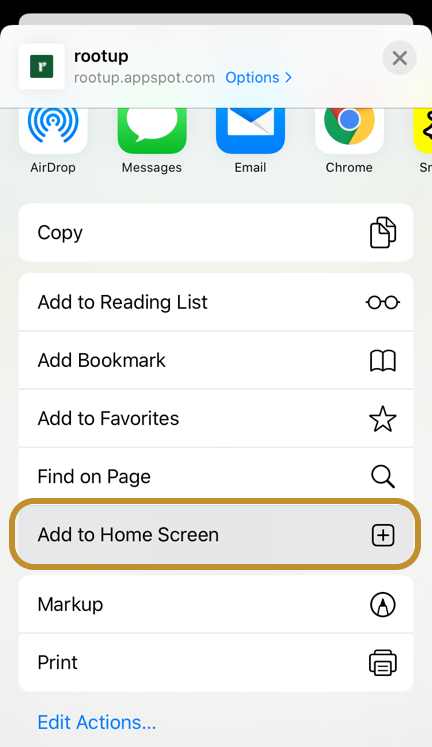 r
rootup
rootup.appspot.com Options >
AirDrop Messages Email Chrome
Copy
Add to Reading List
Add Bookmark
Add to Favorites
Find on Page
Add to Home Screen
Markup
Print
Edit Actions...